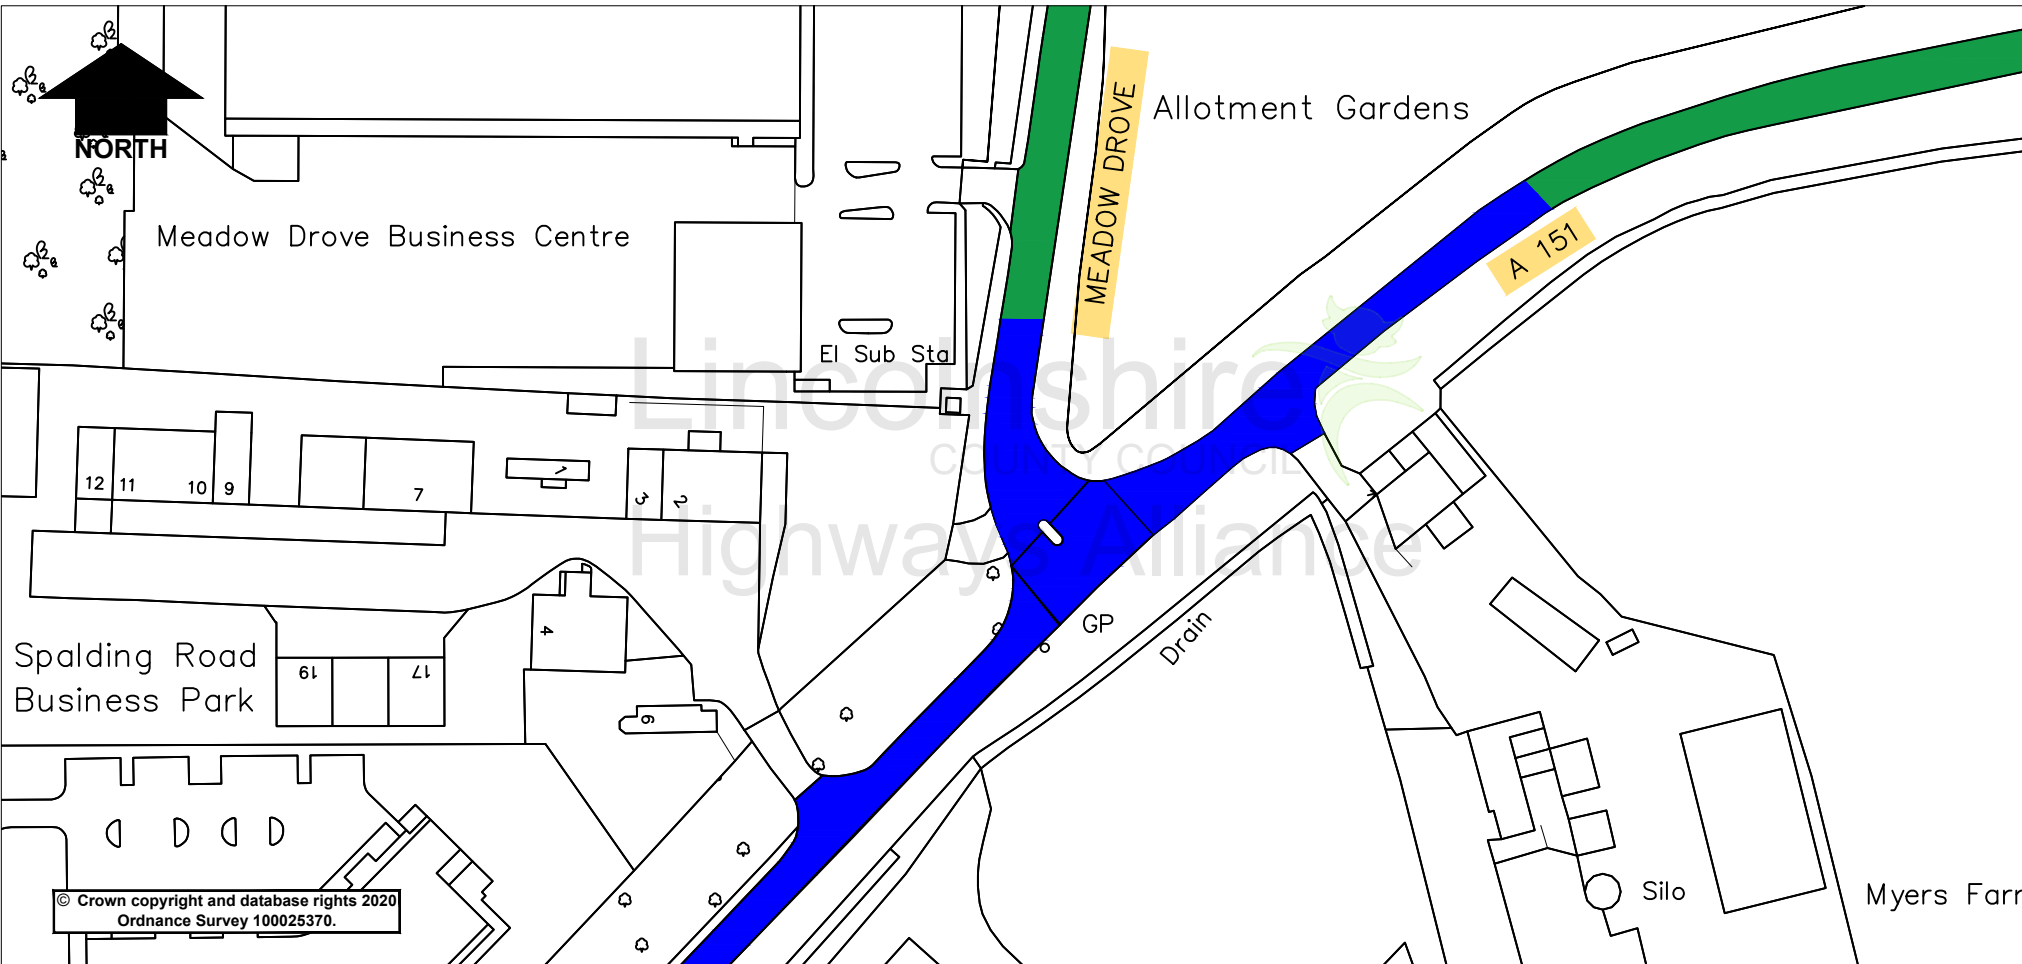 NORTH
Meadow Drove Business Centre
MEADOW DROVE
Allotment Gardens
A 151
El Sub Sta
Lincolnshire
COUNTY COUNCIL
Highways Alliance
12
11
10
9
7
1
3
2
4
6
19
17
Spalding Road
Business Park
GP
Drain
Silo
Myers Farr
© Crown copyright and database rights 2020
Ordnance Survey 100025370.